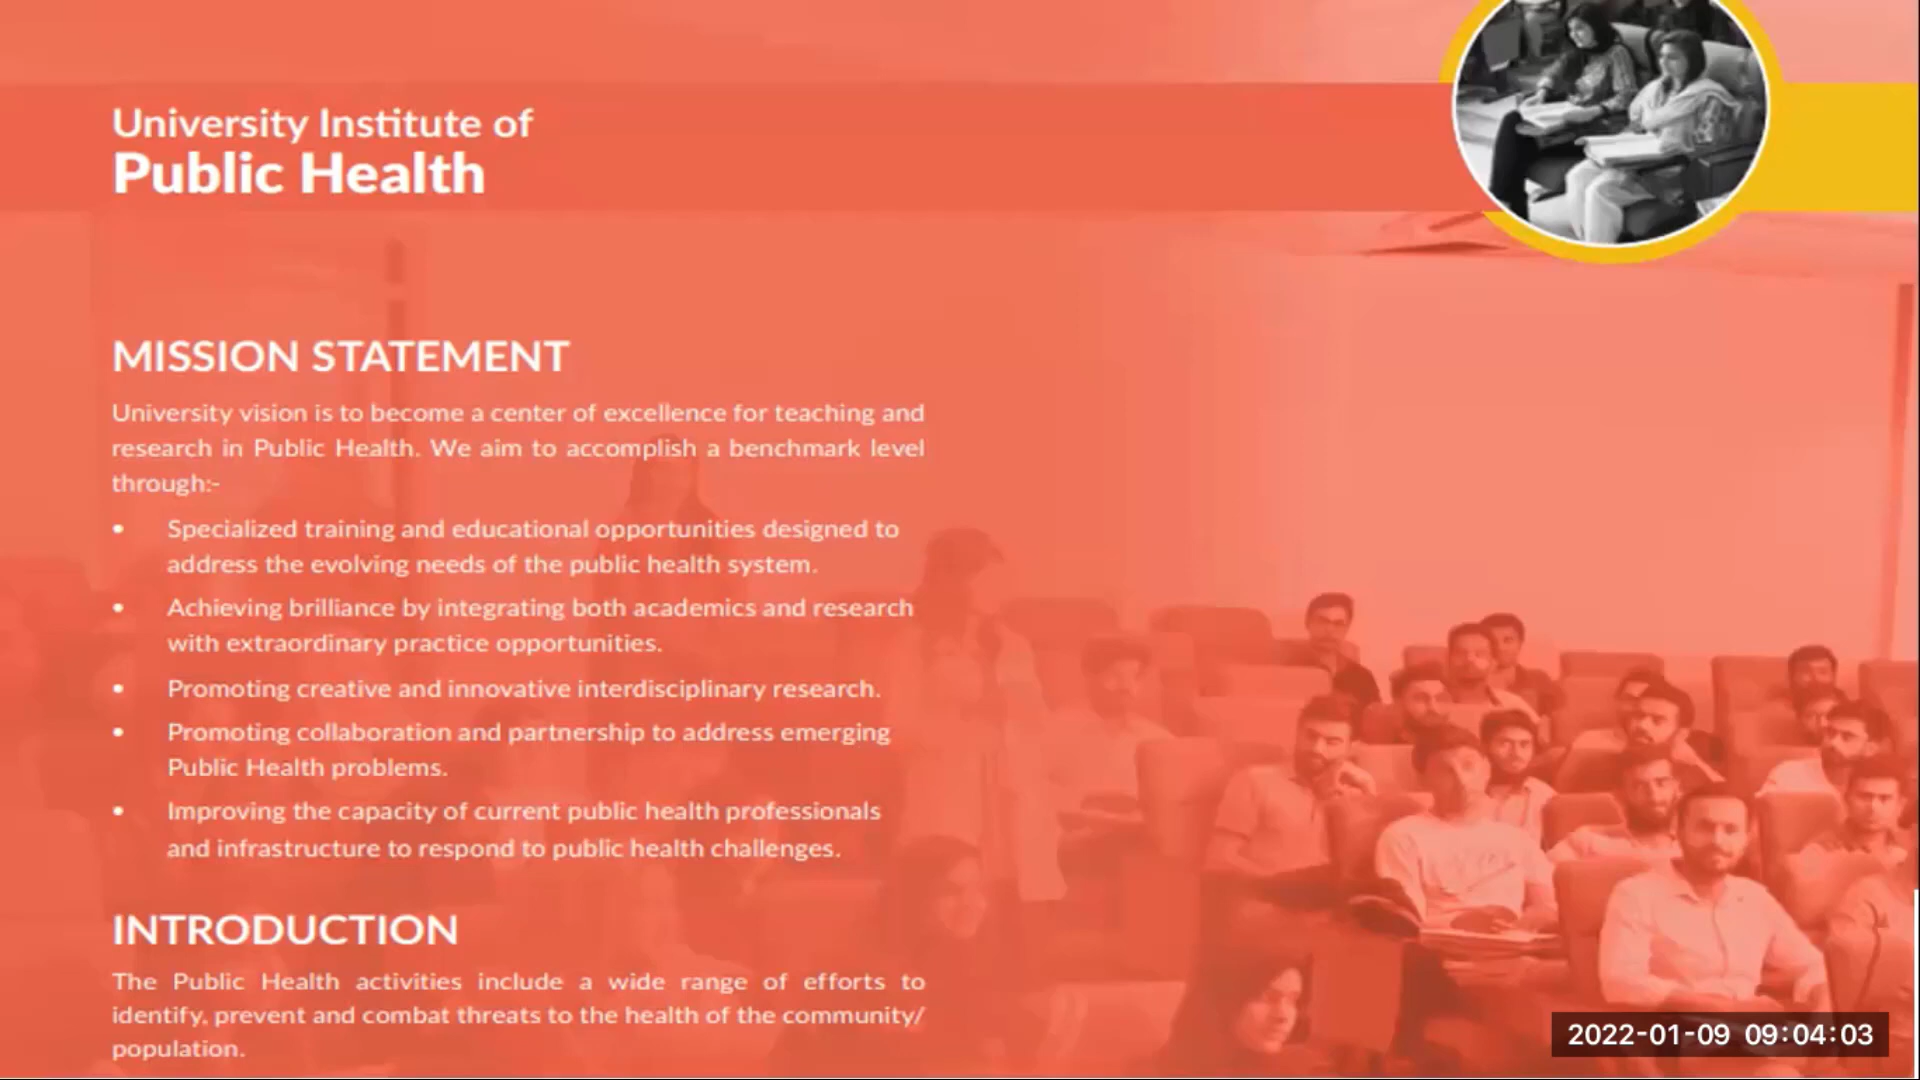 University Institute of
Public Health
MISSION STATEMENT
University vision is to become a center of excellence for teaching and
research in Public Health. We aim to accomplish a benchmark level
through:-
• Specialized training and educational opportunities designed to
address the evolving needs of the public health system.
• Achieving brilliance by integrating both academics and research
with extraordinary practice opportunities.
• Promoting creative and innovative interdisciplinary research.
• Promoting collaboration and partnership to address emerging
Public Health problems.
• Improving the capacity of current public health professionals
and infrastructure to respond to public health challenges.
INTRODUCTION
The Public Health activities include a wide range of efforts to
identify, prevent and combat threats to the health of the community/
population.
2022-01-09 09:04:03